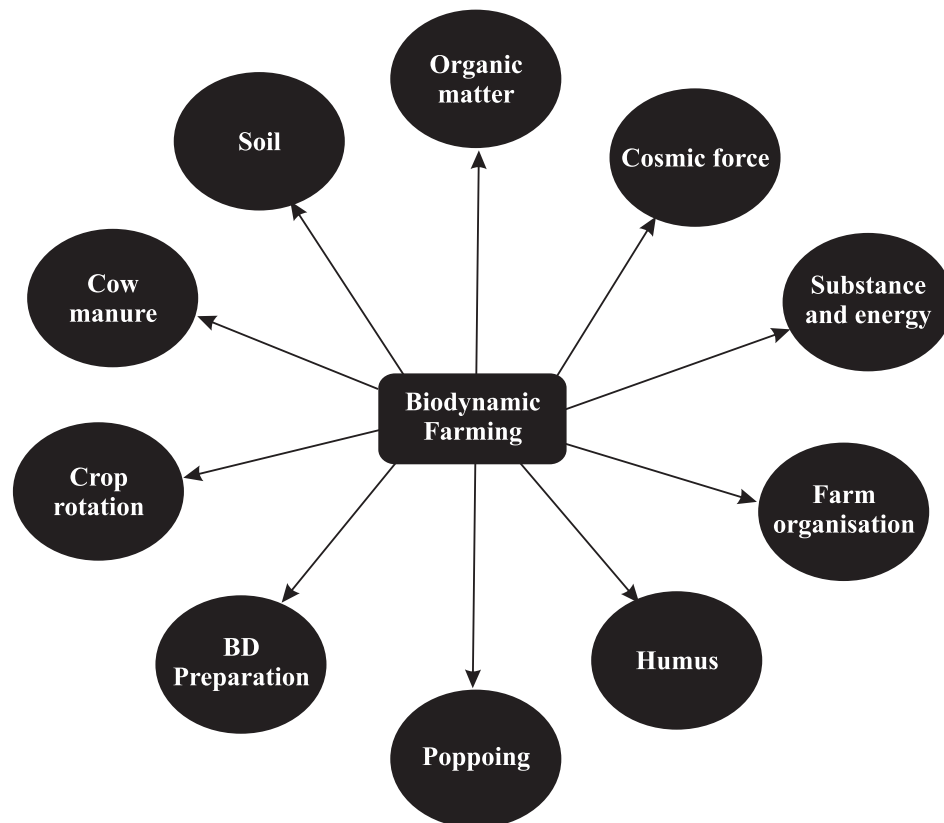 Organic
matter
Soil
Cosmic force
Cow
manure
Substance
and energy
Biodynamic
Farming
Crop
rotation
Farm
organisation
BD
Preparation
Humus
Poppoing